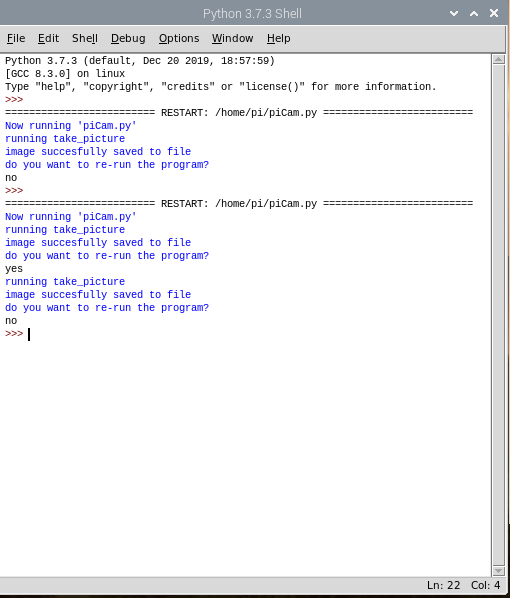 Python 3.7.3 Shell
File Edit Shell Debug Options Window Help
Python 3.7.3 (default, Dec 20 2019, 18:57:59)
[GCC 8.3.0] on linux
Type "help", "copyright", "credits" or "license()" for more information.
>>>
========================= RESTART: /home/pi/piCam.py =========================
Now running 'piCam.py'
running take_picture
image succesfully saved to file
do you want to re-run the program?
no
>>>
========================= RESTART: /home/pi/piCam.py =========================
Now running 'piCam.py'
running take_picture
image succesfully saved to file
do you want to re-run the program?
yes
running take_picture
image succesfully saved to file
do you want to re-run the program?
no
>>>
Ln: 22 Col: 4